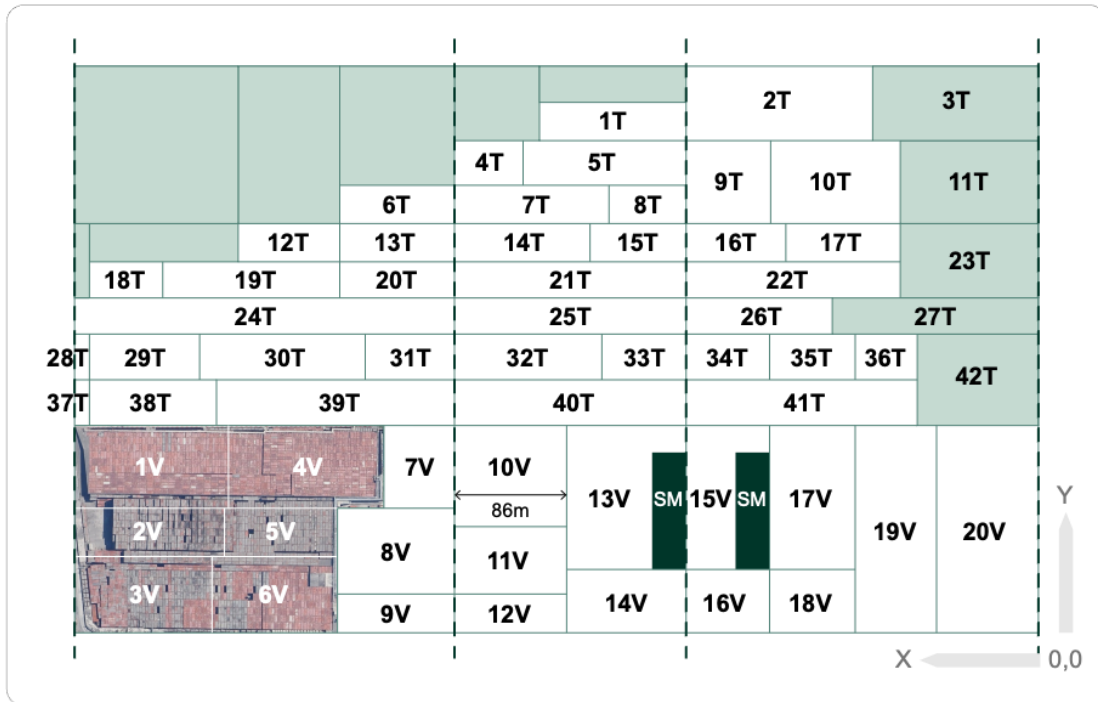 2T 3T
1T
4T 5T
9T 10T 11T
6T 7T 8T
12T 13T 14T 15T 16T 17T
23T
18T 19T 20T 21T 22T
24T 25T 26T 27T
28T 29T 30T 31T 32T 33T 34T 35T 36T
42T
37T 38T 39T 40T 41T
1V 4V 7V 10V
13V SM 15V SM 17V
86m
2V 5V 19V 20V
8V 11V
3V 6V 14V 16V 18V
9V 12V
Y
X 0,0